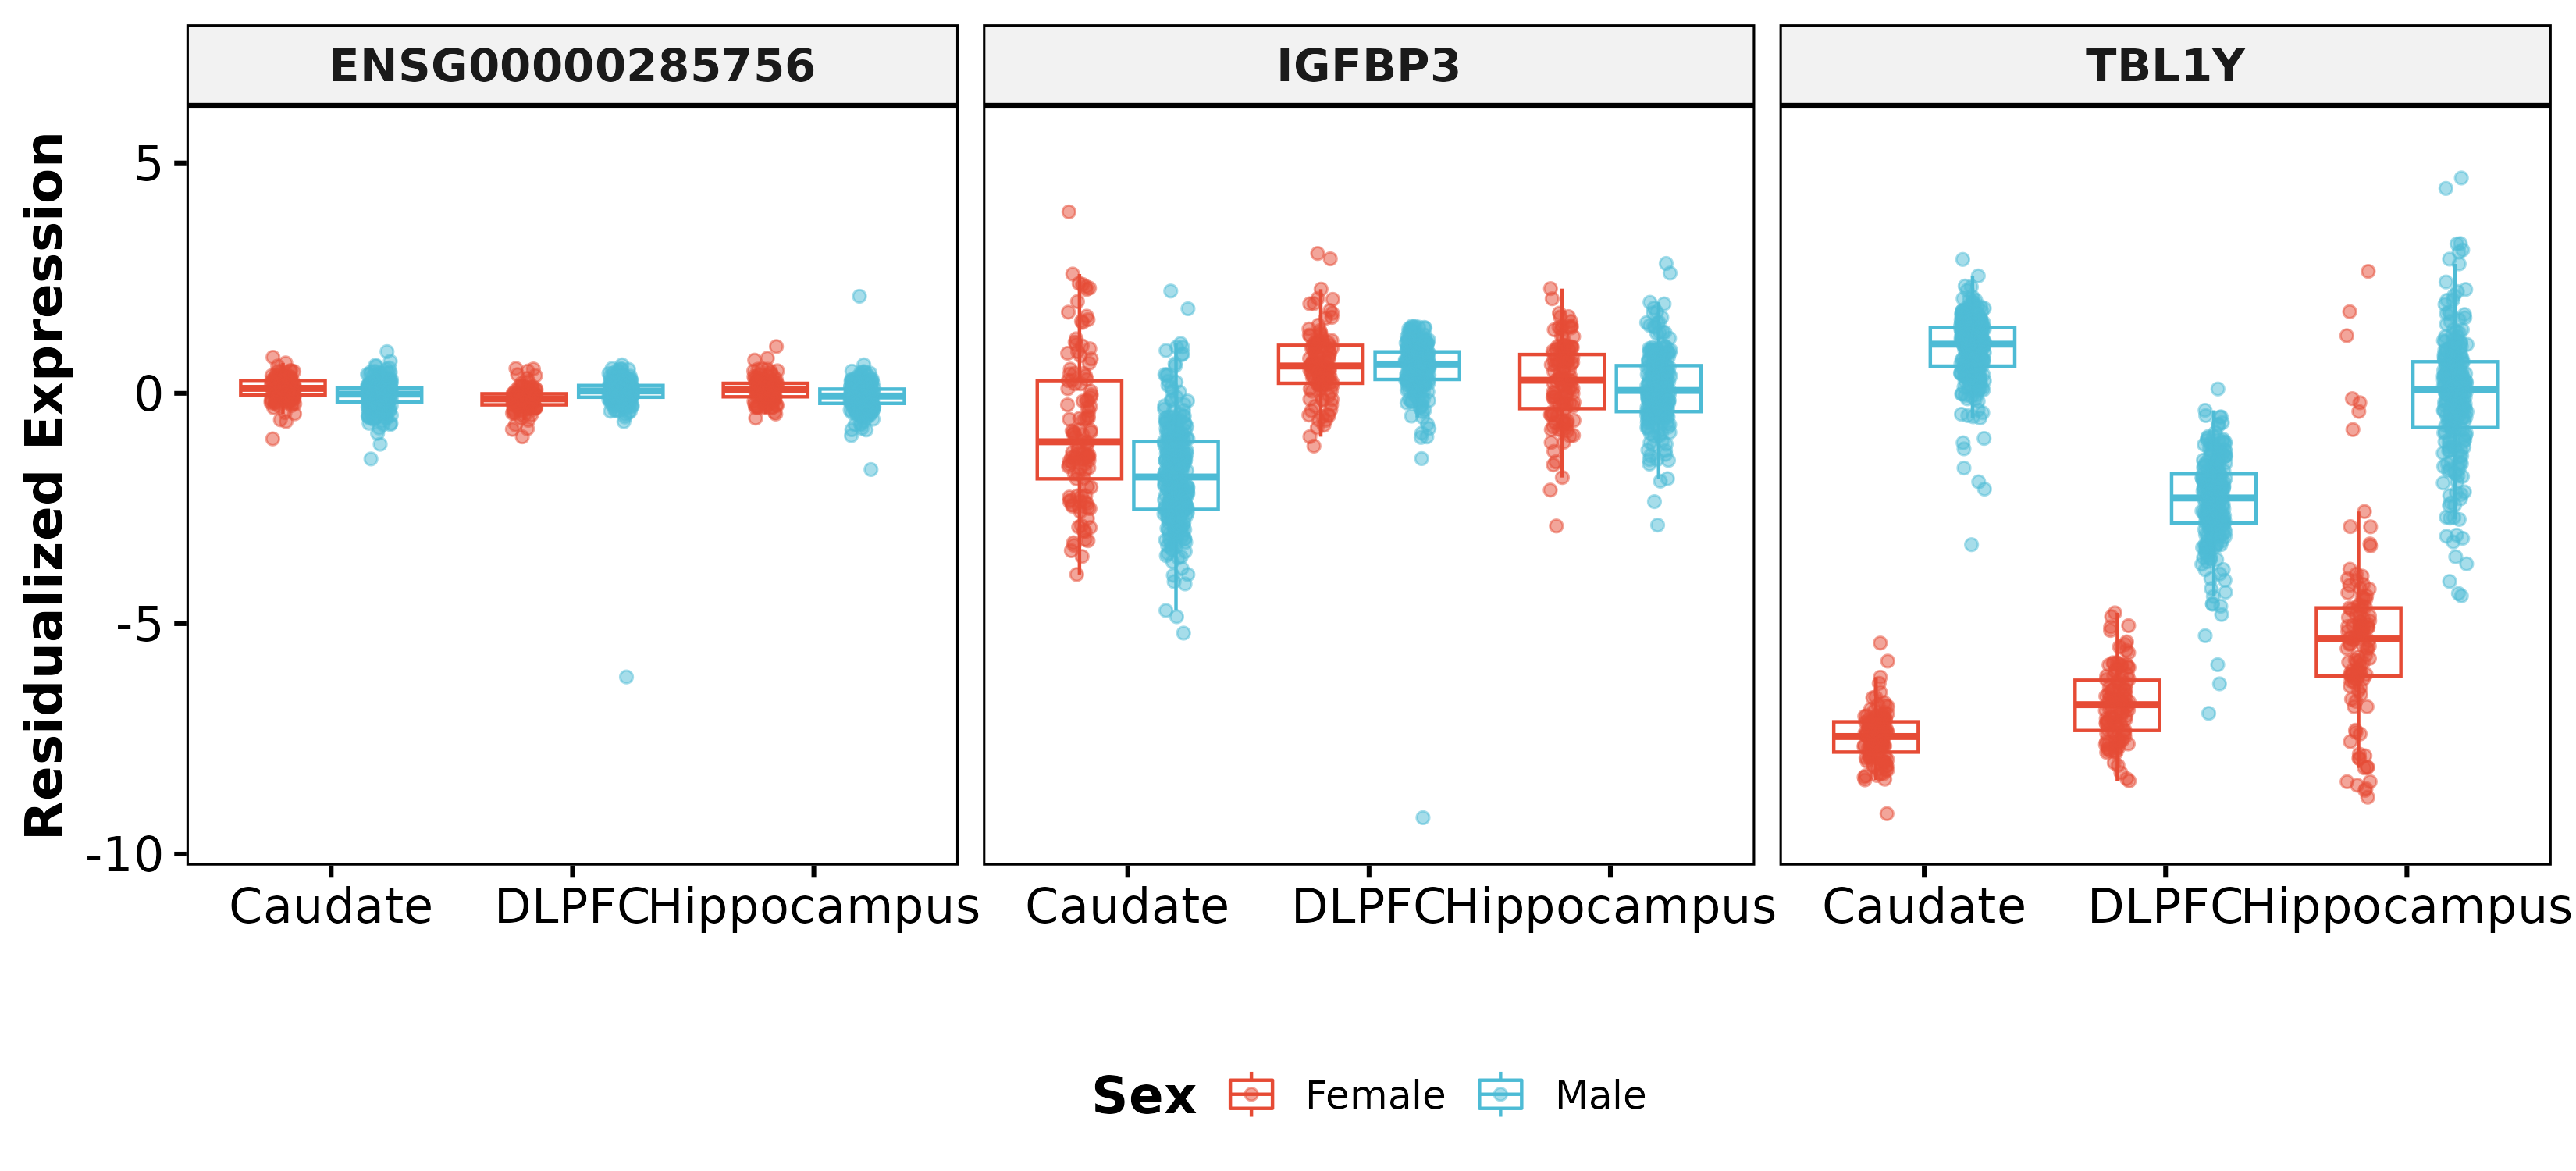 ENSG00000285756 IGFBP3 TBL1Y
Residualized Expression
5
0
-5
-10
Caudate DLPFC Hippocampus Caudate DLPFC Hippocampus Caudate DLPFC Hippocampus
Sex Female Male